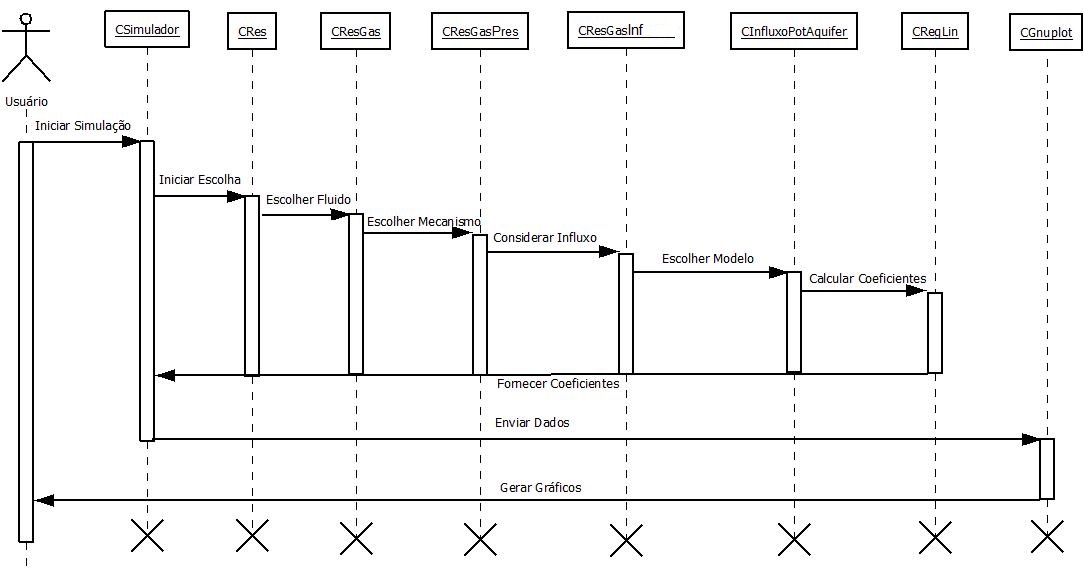 CSimulador
CRes
CResGas
CResGasPres
CResGasInf
CInfluxoPotAquifer
CReqLin
CGnuplot
Usuário
Iniciar Simulação
Iniciar Escolha
Escolher Fluido
Escolher Mecanismo
Considerar Influxo
Escolher Modelo
Calcular Coeficientes
Fornecer Coeficientes
Enviar Dados
Gerar Gráficos